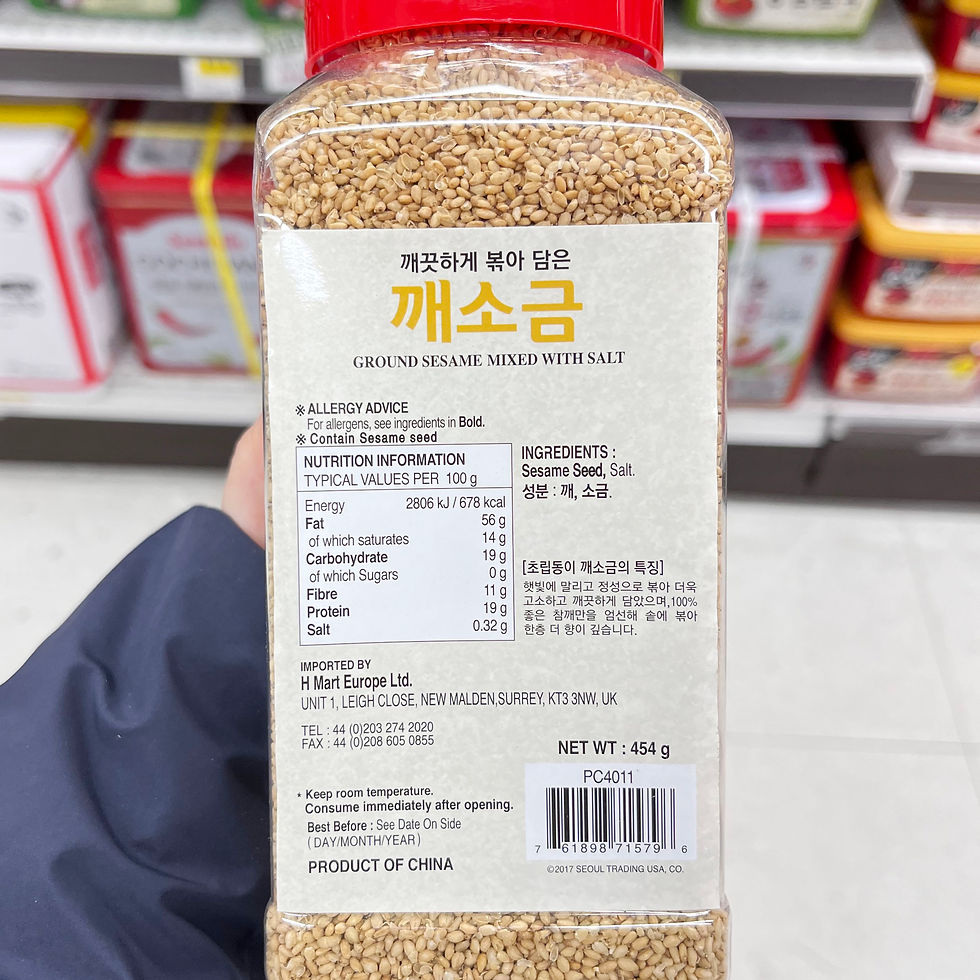 깨끗하게 볶아 담은
깨소금
GROUND SESAME MIXED WITH SALT
※ ALLERGY ADVICE
For allergens, see ingredients in Bold.
※ Contain Sesame seed
NUTRITION INFORMATION
TYPICAL VALUES PER 100 g
Energy 2806 kJ / 678 kcal
Fat 56 g
of which saturates 14 g
Carbohydrate 19 g
of which Sugars 0 g
Fibre 11 g
Protein 19 g
Salt 0.32 g
INGREDIENTS :
Sesame Seed, Salt.
성분 : 깨, 소금.
[초립동이 깨소금의 특징]
햇빛에 말리고 정성으로 볶아 더욱
고소하고 깨끗하게 담았으며,100%
좋은 참깨만을 엄선해 솥에 볶아
한층 더 향이 깊습니다.
IMPORTED BY
H Mart Europe Ltd.
UNIT 1, LEIGH CLOSE, NEW MALDEN,SURREY, KT3 3NW, UK
TEL : 44 (0)203 274 2020
FAX : 44 (0)208 605 0855
NET WT : 454 g
* Keep room temperature.
Consume immediately after opening.
Best Before : See Date On Side
( DAY/MONTH/YEAR )
PRODUCT OF CHINA
PC4011
7 61898 71579 6
©2017 SEOUL TRADING USA, CO.